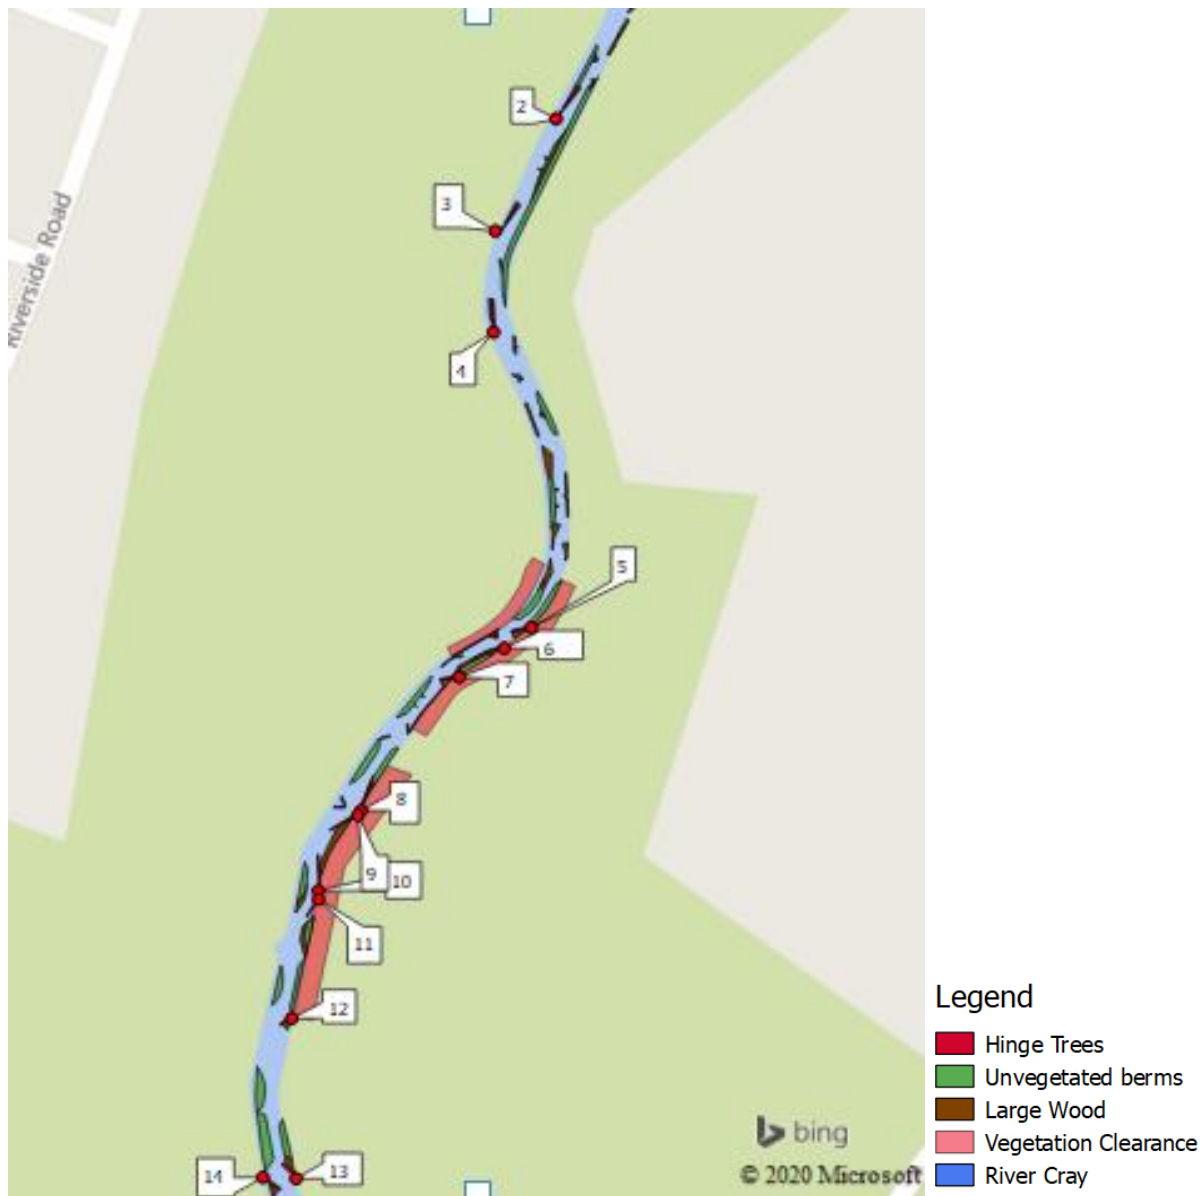 2
3
Riverside Road
4
5
6
7
8
9
10
11
12
13
14
bing
© 2020 Microsoft
Legend
Hinge Trees
Unvegetated berms
Large Wood
Vegetation Clearance
River Cray